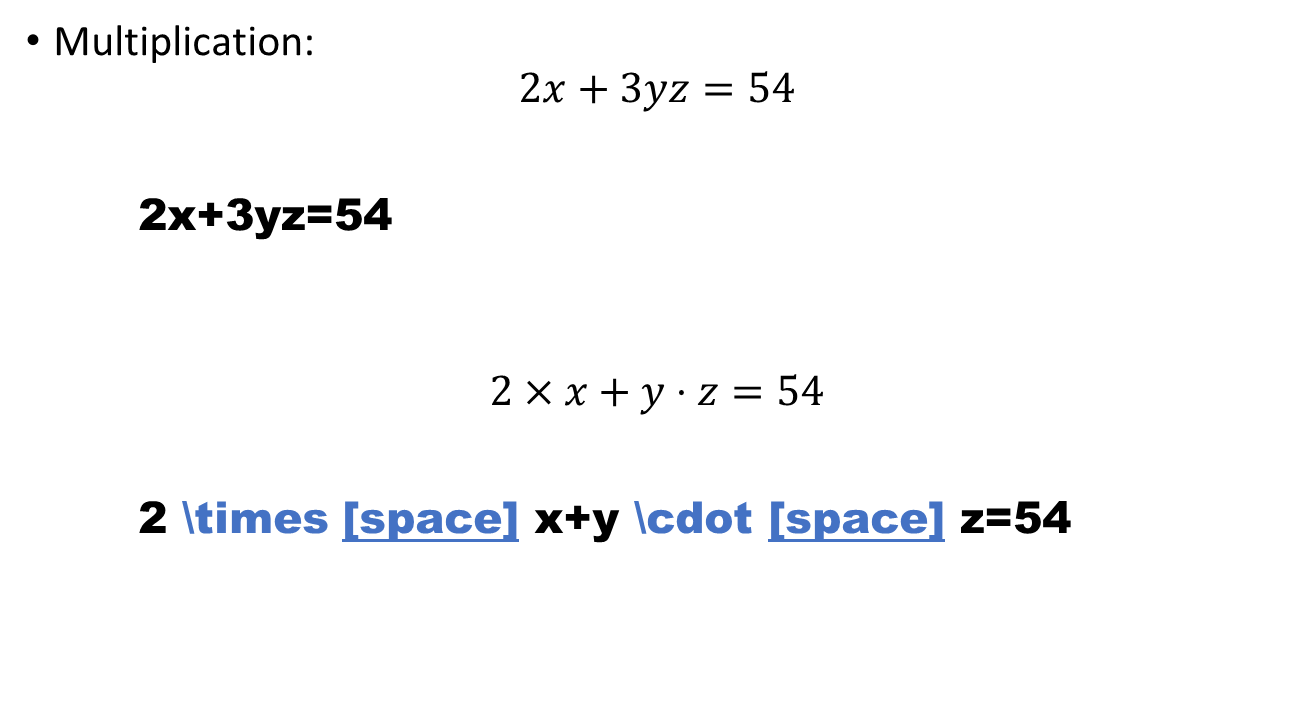 • Multiplication:
2x + 3yz = 54
2x+3yz=54
2 × x + y · z = 54
2 \times [space] x+y \cdot [space] z=54